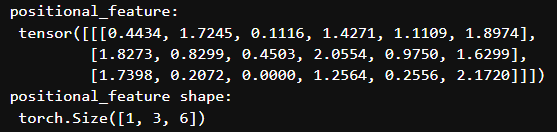 positional_feature:
tensor([[[0.4434, 1.7245, 0.1116, 1.4271, 1.1109, 1.8974],
[1.8273, 0.8299, 0.4503, 2.0554, 0.9750, 1.6299],
[1.7398, 0.2072, 0.0000, 1.2564, 0.2556, 2.1720]]])
positional_feature shape:
torch.Size([1, 3, 6])